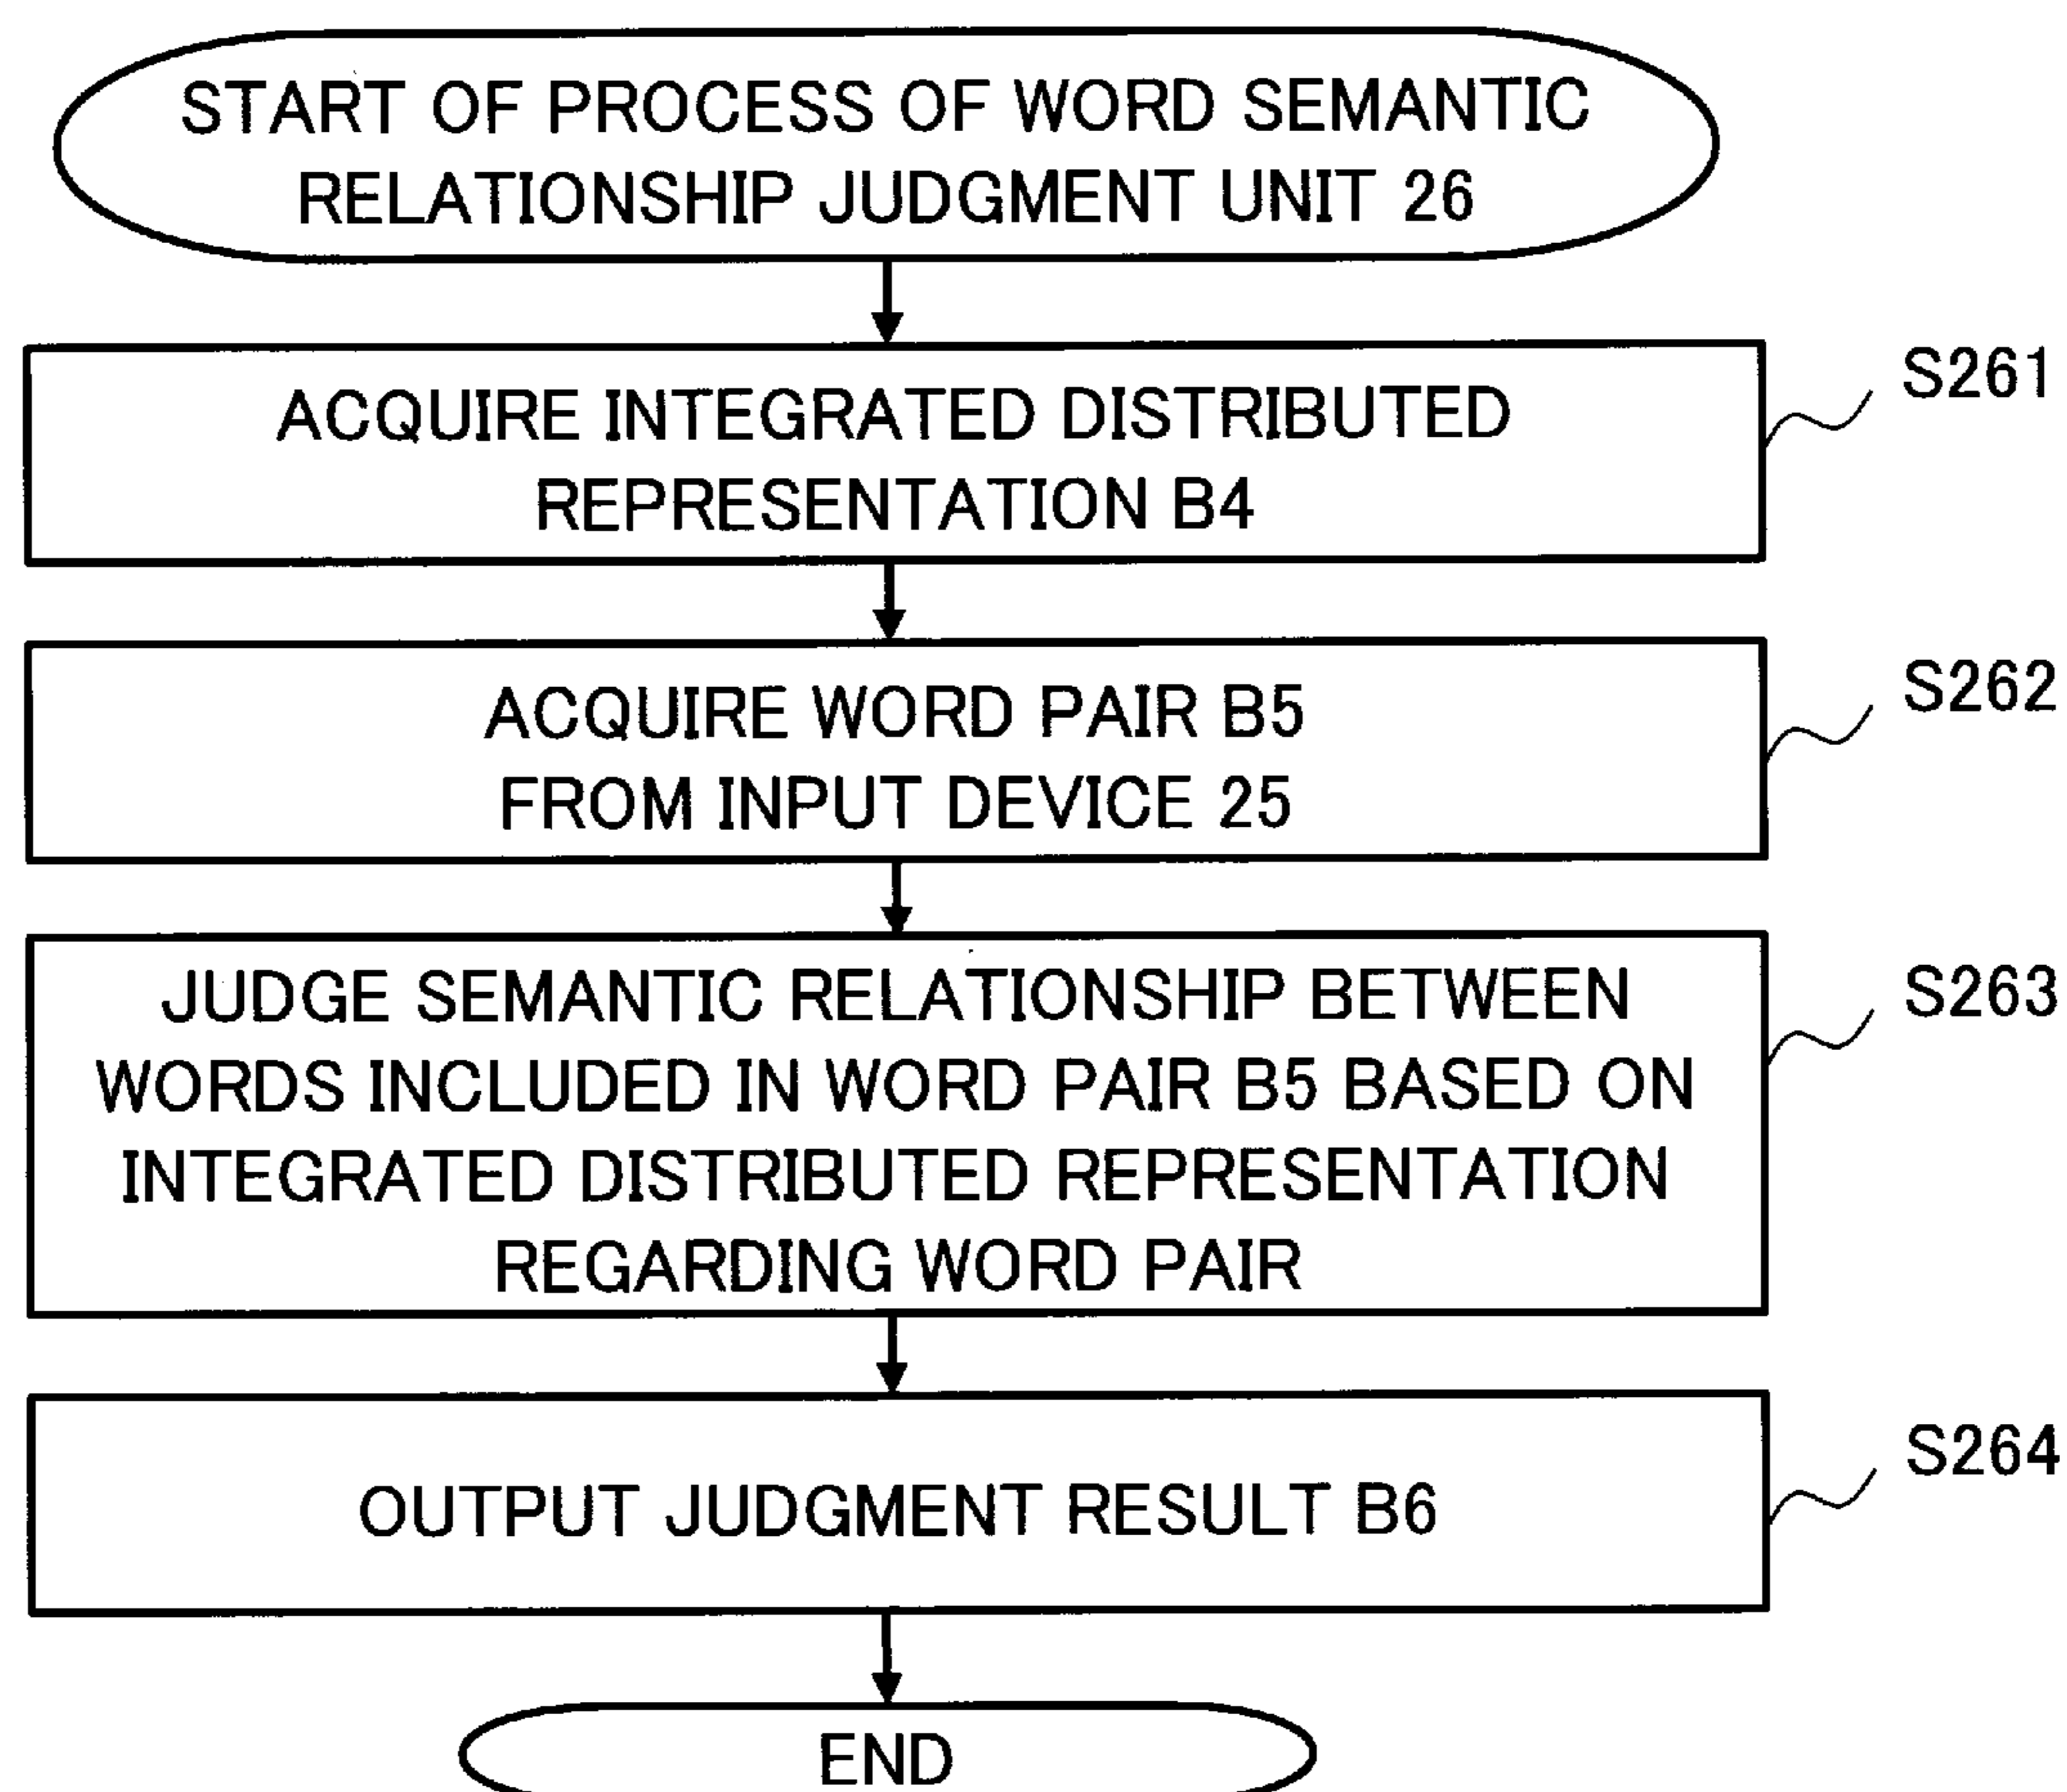 START OF PROCESS OF WORD SEMANTIC
RELATIONSHIP JUDGMENT UNIT 26
ACQUIRE INTEGRATED DISTRIBUTED
REPRESENTATION B4
S261
ACQUIRE WORD PAIR B5
FROM INPUT DEVICE 25
S262
JUDGE SEMANTIC RELATIONSHIP BETWEEN
WORDS INCLUDED IN WORD PAIR B5 BASED ON
INTEGRATED DISTRIBUTED REPRESENTATION
REGARDING WORD PAIR
S263
OUTPUT JUDGMENT RESULT B6
S264
END